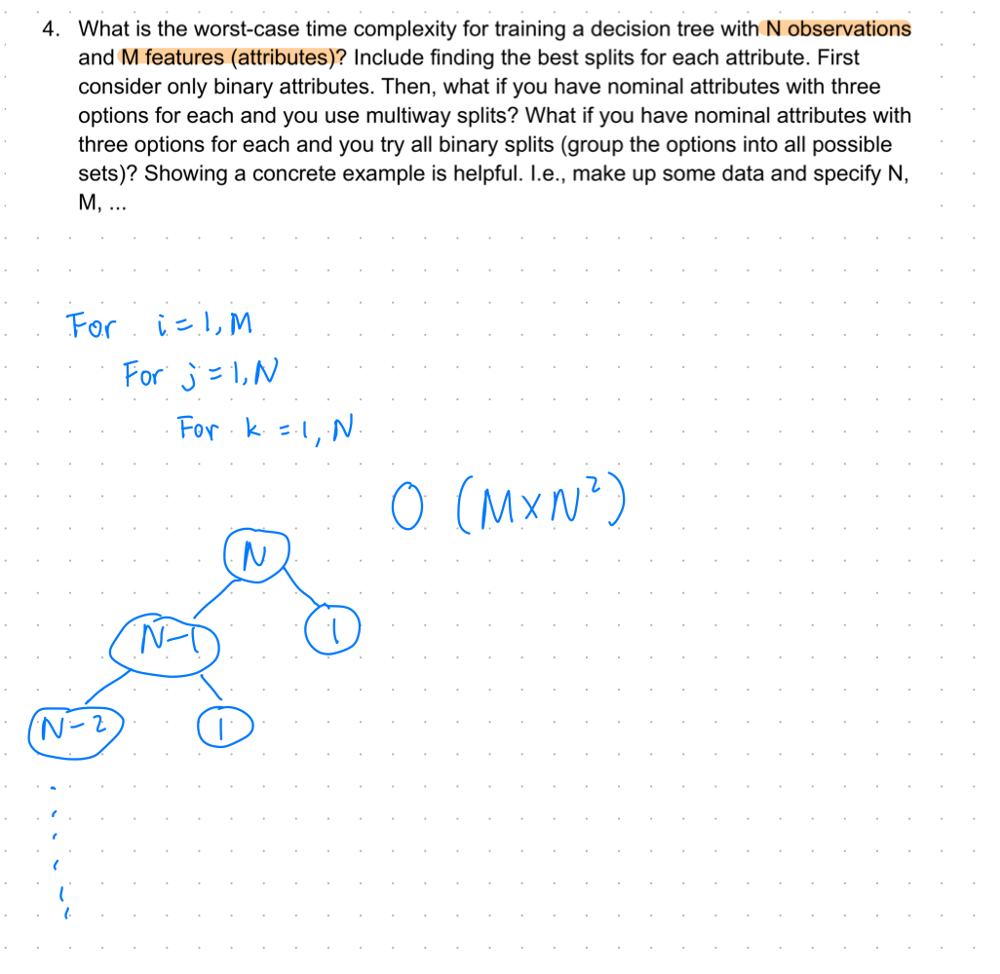 4. What is the worst-case time complexity for training a decision tree with N observations
and M features (attributes)? Include finding the best splits for each attribute. First
consider only binary attributes. Then, what if you have nominal attributes with three
options for each and you use multiway splits? What if you have nominal attributes with
three options for each and you try all binary splits (group the options into all possible
sets)? Showing a concrete example is helpful. I.e., make up some data and specify N,
M, ...
For i = 1, M
For j = 1, N
For k = 1, N
O (M x N²)
N
N-1
1
N-2
1